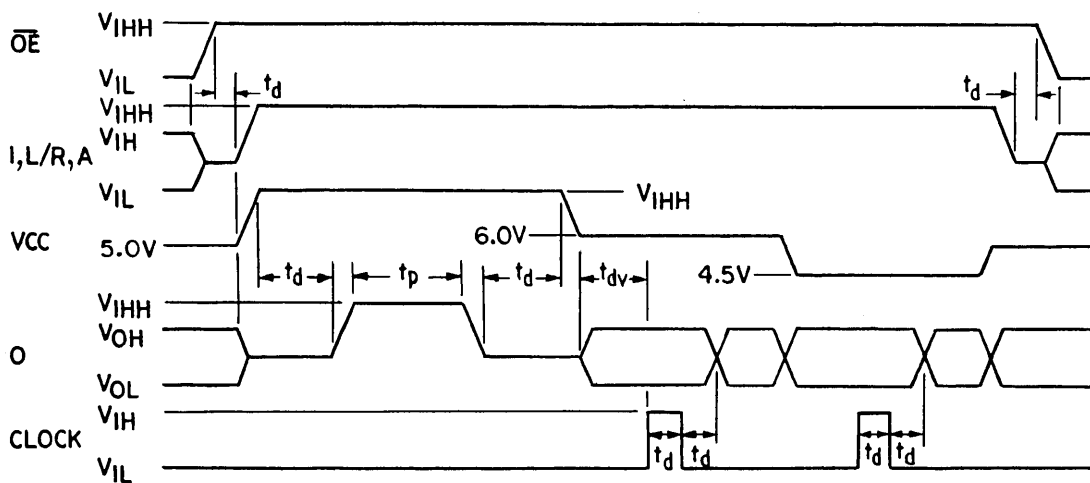 OE VIHH
VIL
td td
VIHH
VIH
I,L/R,A
VIL
VIHH
VCC 5.0V 6.0V
4.5V
td tp td tdv
VIHH
VOH
O
VOL
VIH
CLOCK
td td td td
VIL